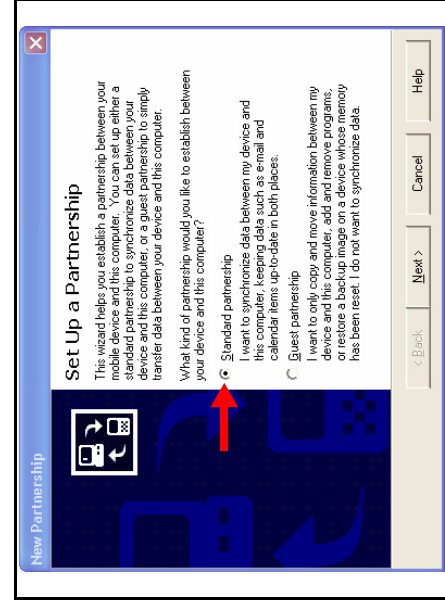 New Partnership
Set Up a Partnership
This wizard helps you establish a partnership between your
mobile device and this computer. You can set up either a
standard partnership to synchronize data between your
device and this computer, or a guest partnership to simply
transfer data between your device and this computer.
What kind of partnership would you like to establish between
your device and this computer?
Standard partnership
I want to synchronize data between my device and
this computer, keeping data such as e-mail and
calendar items up-to-date in both places.
Guest partnership
I want to only copy and move information between my
device and this computer, add and remove programs,
or restore a backup image on a device whose memory
has been reset. I do not want to synchronize data.
< Back Next > Cancel Help